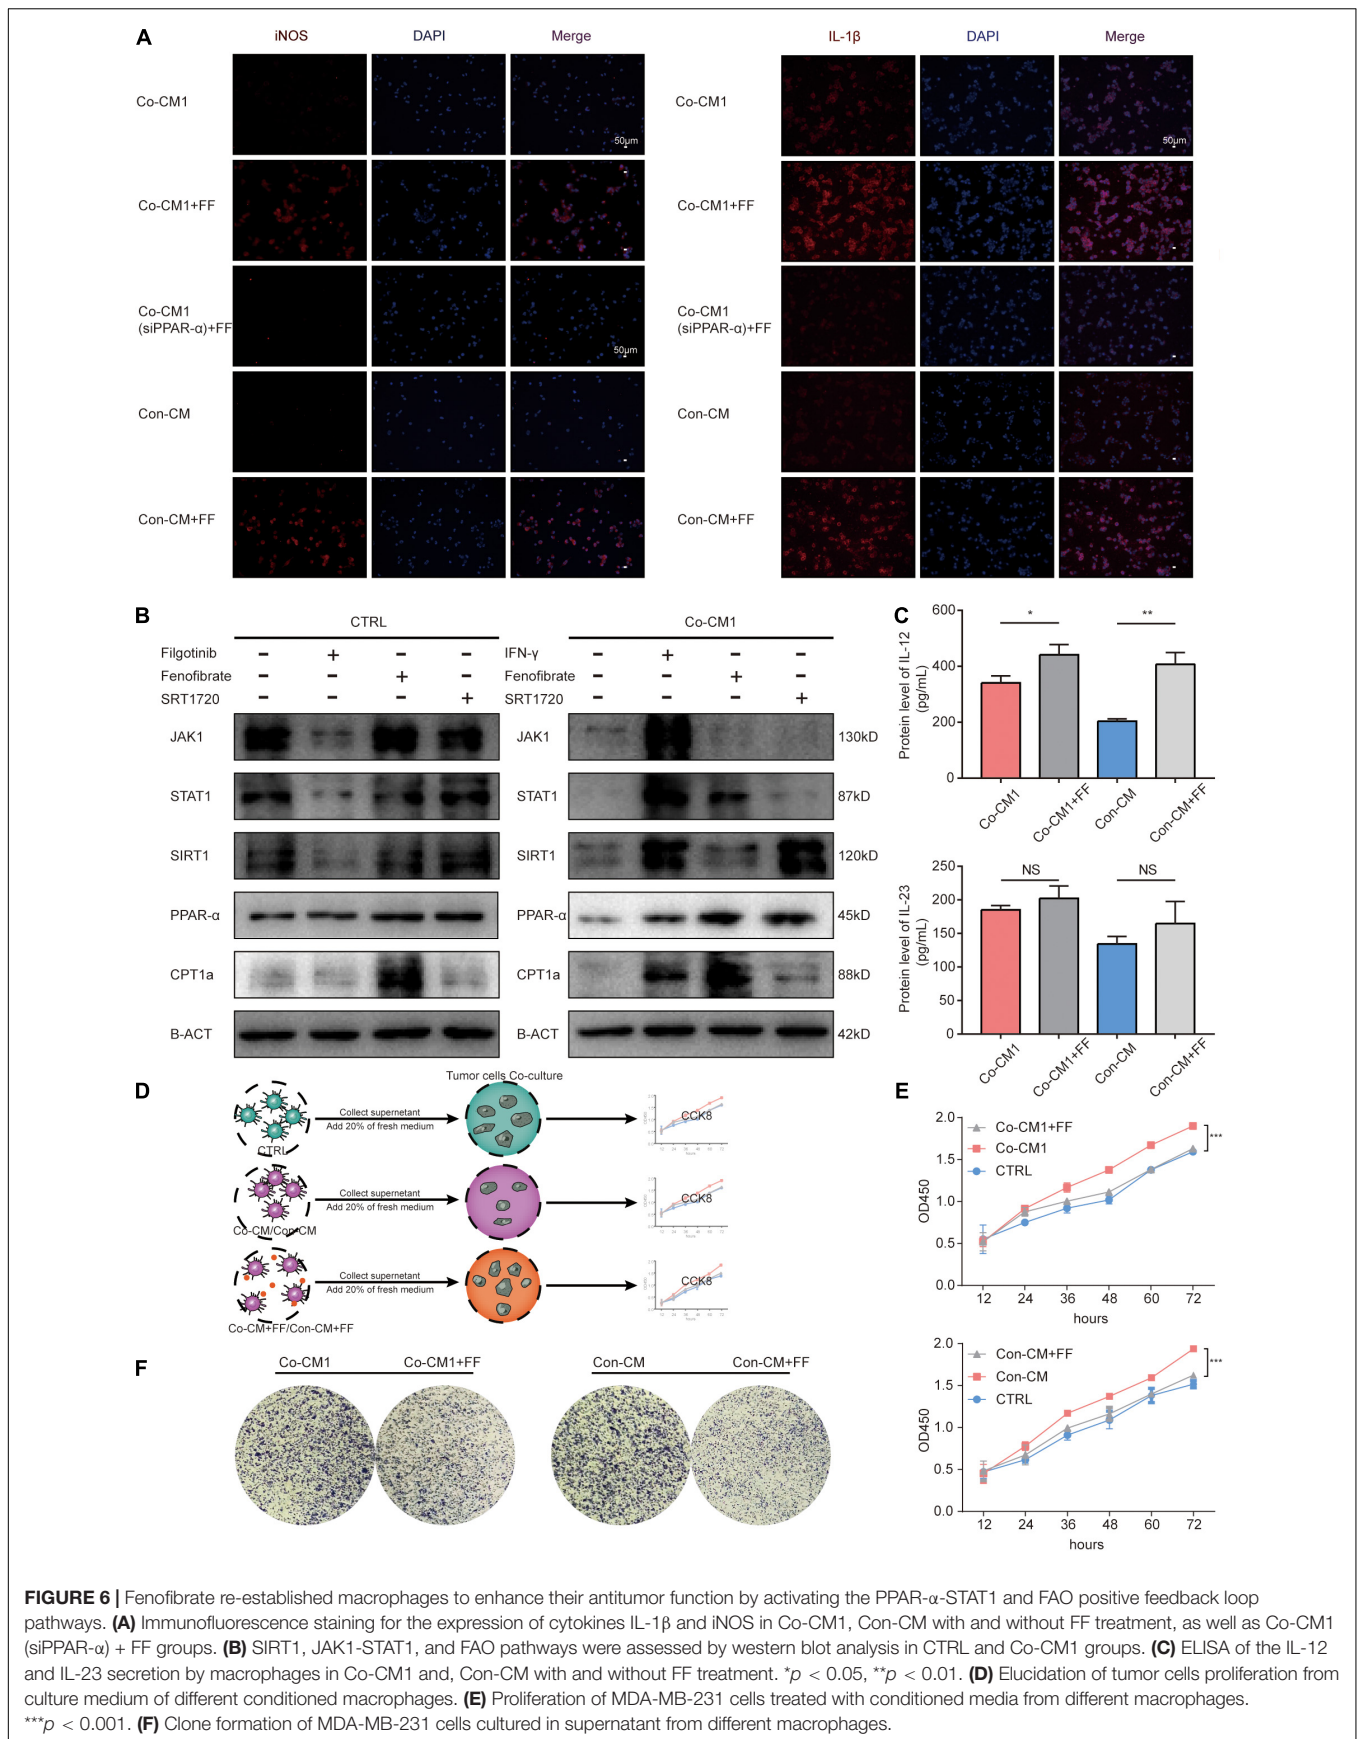 A
iNOS DAPI Merge IL-1β DAPI Merge
Co-CM1 50μm Co-CM1 50μm
Co-CM1+FF Co-CM1+FF
Co-CM1
(siPPAR-α)+FF 50μm Co-CM1
(siPPAR-α)+FF
Con-CM Con-CM
Con-CM+FF Con-CM+FF
B
CTRL Co-CM1
Filgotinib − + − − IFN-γ − + − −
Fenofibrate − − + − Fenofibrate − − + −
SRT1720 − − − + SRT1720 − − − +
JAK1 JAK1 130kD
STAT1 STAT1 87kD
SIRT1 SIRT1 120kD
PPAR-α PPAR-α 45kD
CPT1a CPT1a 88kD
B-ACT B-ACT 42kD
C
Protein level of IL-12
(pg/mL)
600
400
200
0
* **
Co-CM1 Co-CM1+FF Con-CM Con-CM+FF
Protein level of IL-23
(pg/mL)
250
200
150
100
50
0
NS NS
Co-CM1 Co-CM1+FF Con-CM Con-CM+FF
D
Tumor cells Co-culture
Collect supernetant
Add 20% of fresh medium
CTRL
CCK8
Collect supernetant
Add 20% of fresh medium
Co-CM/Con-CM
CCK8
Collect supernetant
Add 20% of fresh medium
Co-CM+FF/Con-CM+FF
CCK8
E
OD450
2.0
1.5
1.0
0.5
0.0
Co-CM1+FF
Co-CM1
CTRL
***
12 24 36 48 60 72
hours
OD450
2.0
1.5
1.0
0.5
0.0
Con-CM+FF
Con-CM
CTRL
***
12 24 36 48 60 72
hours
F
Co-CM1 Co-CM1+FF Con-CM Con-CM+FF
FIGURE 6 | Fenofibrate re-established macrophages to enhance their antitumor function by activating the PPAR-α-STAT1 and FAO positive feedback loop
pathways. (A) Immunofluorescence staining for the expression of cytokines IL-1β and iNOS in Co-CM1, Con-CM with and without FF treatment, as well as Co-CM1
(siPPAR-α) + FF groups. (B) SIRT1, JAK1-STAT1, and FAO pathways were assessed by western blot analysis in CTRL and Co-CM1 groups. (C) ELISA of the IL-12
and IL-23 secretion by macrophages in Co-CM1 and, Con-CM with and without FF treatment. *p < 0.05, **p < 0.01. (D) Elucidation of tumor cells proliferation from
culture medium of different conditioned macrophages. (E) Proliferation of MDA-MB-231 cells treated with conditioned media from different macrophages.
***p < 0.001. (F) Clone formation of MDA-MB-231 cells cultured in supernatant from different macrophages.